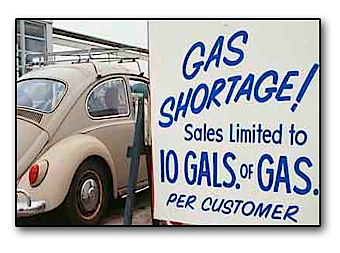 GAS
SHORTAGE!
Sales Limited to
10 GALS. OF GAS.
PER CUSTOMER